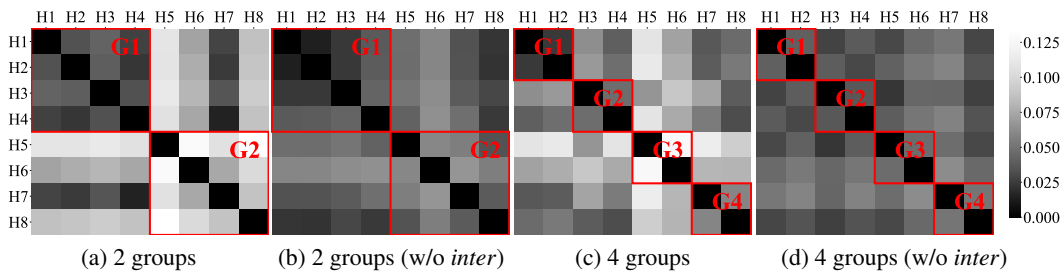 H1 H2 H3 H4 H5 H6 H7 H8 H1 H2 H3 H4 H5 H6 H7 H8 H1 H2 H3 H4 H5 H6 H7 H8 H1 H2 H3 H4 H5 H6 H7 H8
H1 G1 G1 G1 G1 0.125
H2
H3 G2 G2 0.100
H4 0.075
H5 G2 G2 G3 G3 0.050
H6
H7 G4 G4 0.025
H8 0.000
(a) 2 groups (b) 2 groups (w/o inter) (c) 4 groups (d) 4 groups (w/o inter)